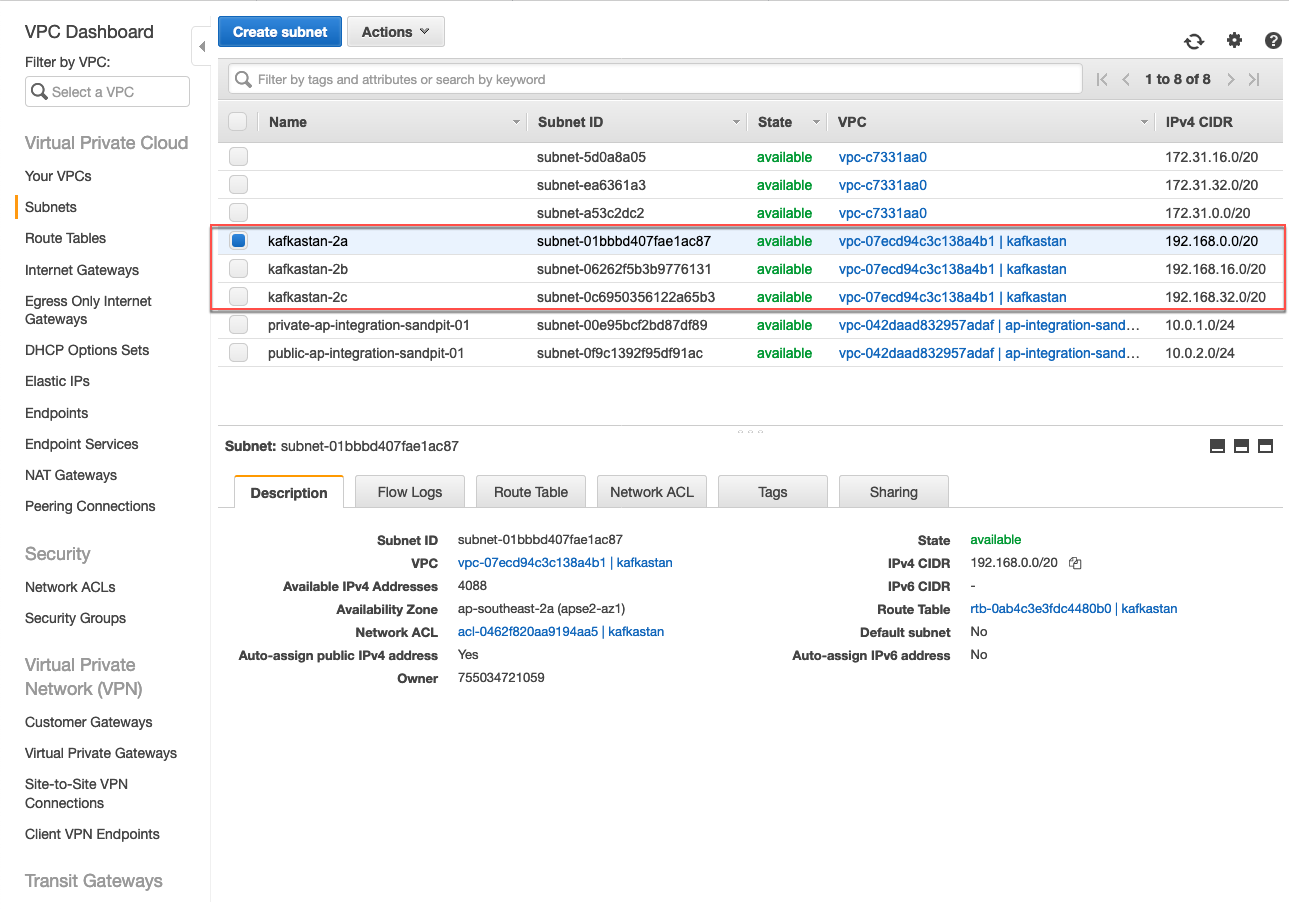 VPC Dashboard
Filter by VPC:
Select a VPC
Virtual Private Cloud
Your VPCs
Subnets
Route Tables
Internet Gateways
Egress Only Internet
Gateways
DHCP Options Sets
Elastic IPs
Endpoints
Endpoint Services
NAT Gateways
Peering Connections
Security
Network ACLs
Security Groups
Virtual Private
Network (VPN)
Customer Gateways
Virtual Private Gateways
Site-to-Site VPN
Connections
Client VPN Endpoints
Transit Gateways
Create subnet Actions
Filter by tags and attributes or search by keyword 1 to 8 of 8
Name Subnet ID State VPC IPv4 CIDR
subnet-5d0a8a05 available vpc-c7331aa0 172.31.16.0/20
subnet-ea6361a3 available vpc-c7331aa0 172.31.32.0/20
subnet-a53c2dc2 available vpc-c7331aa0 172.31.0.0/20
kafkastan-2a subnet-01bbbd407fae1ac87 available vpc-07ecd94c3c138a4b1 | kafkastan 192.168.0.0/20
kafkastan-2b subnet-06262f5b3b9776131 available vpc-07ecd94c3c138a4b1 | kafkastan 192.168.16.0/20
kafkastan-2c subnet-0c6950356122a65b3 available vpc-07ecd94c3c138a4b1 | kafkastan 192.168.32.0/20
private-ap-integration-sandpit-01 subnet-00e95bcf2bd87df89 available vpc-042daad832957adaf | ap-integration-sand... 10.0.1.0/24
public-ap-integration-sandpit-01 subnet-0f9c1392f95df91ac available vpc-042daad832957adaf | ap-integration-sand... 10.0.2.0/24
Subnet: subnet-01bbbd407fae1ac87
Description Flow Logs Route Table Network ACL Tags Sharing
Subnet ID subnet-01bbbd407fae1ac87 State available
VPC vpc-07ecd94c3c138a4b1 | kafkastan IPv4 CIDR 192.168.0.0/20
Available IPv4 Addresses 4088 IPv6 CIDR -
Availability Zone ap-southeast-2a (apse2-az1) Route Table rtb-0ab4c3e3fdc4480b0 | kafkastan
Network ACL acl-0462f820aa9194aa5 | kafkastan Default subnet No
Auto-assign public IPv4 address Yes Auto-assign IPv6 address No
Owner 755034721059